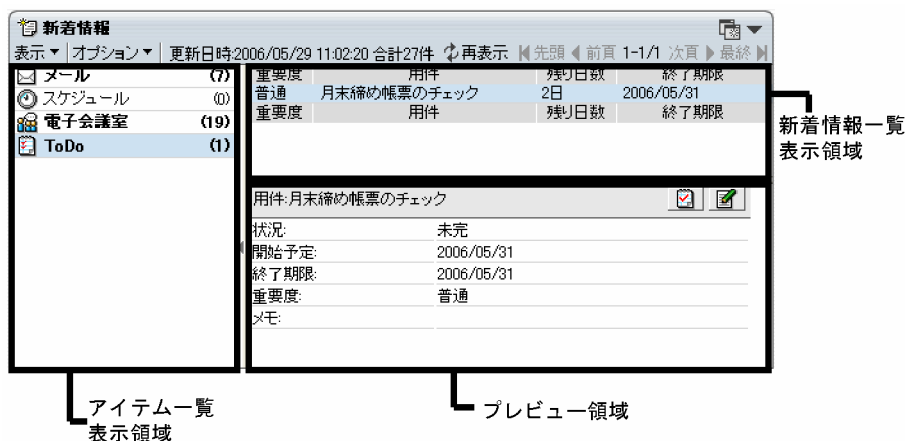 新着情報
表示▼ オプション▼ 更新日時:2006/05/29 11:02:20 合計27件 再表示 先頭 前頁 1-1/1 次頁 最終
メール (7)
スケジュール (0)
電子会議室 (19)
ToDo (1)
重要度 用件 残り日数 終了期限
普通 月末締め帳票のチェック 2日 2006/05/31
重要度 用件 残り日数 終了期限
新着情報一覧
表示領域
用件:月末締め帳票のチェック
状況: 未完
開始予定: 2006/05/31
終了期限: 2006/05/31
重要度: 普通
メモ:
アイテム一覧
表示領域
プレビュー領域